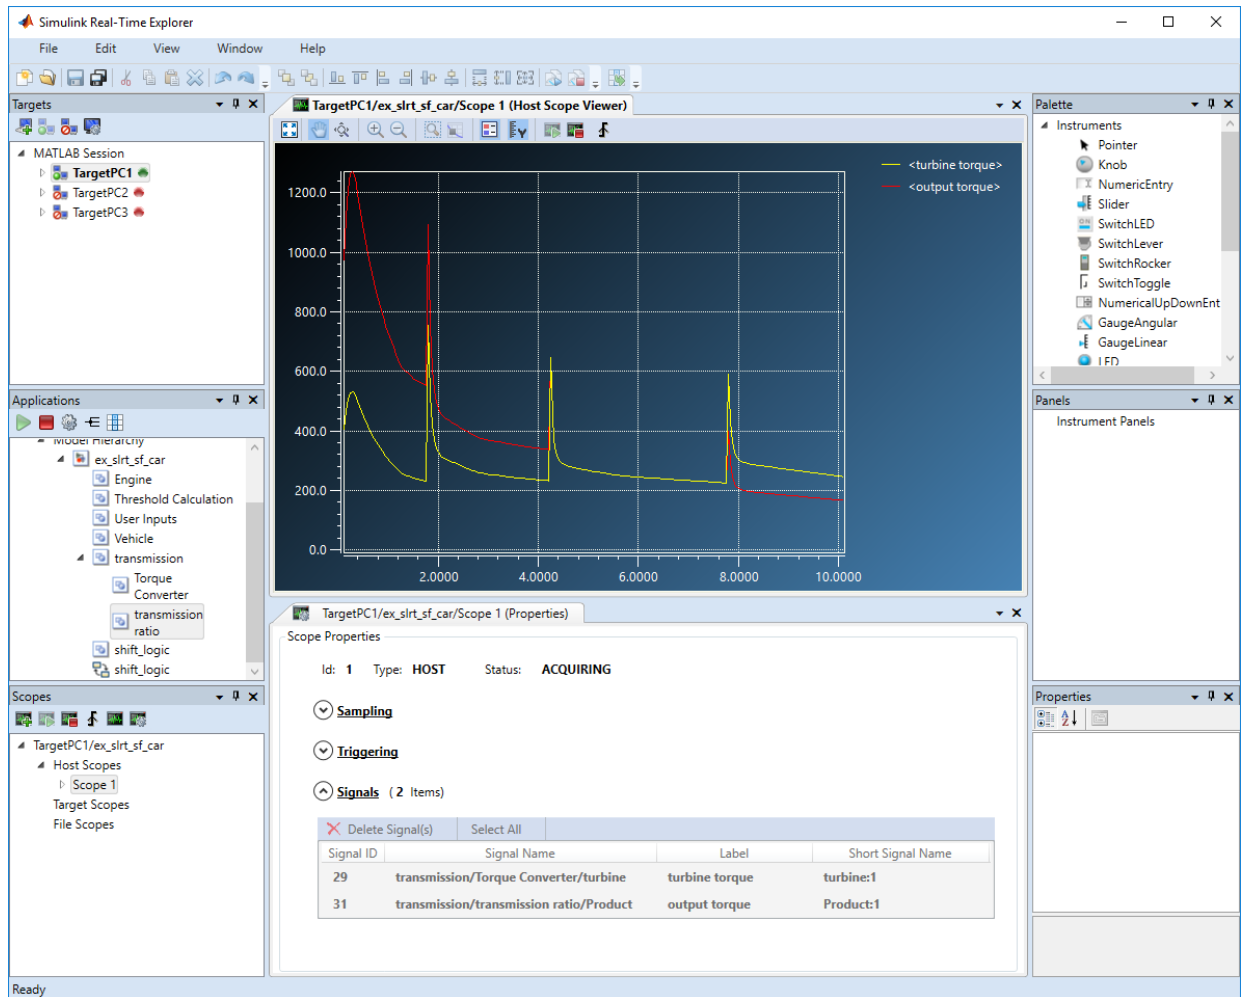 Simulink Real-Time Explorer
File Edit View Window Help
Targets
MATLAB Session
TargetPC1
TargetPC2
TargetPC3
Applications
Model Hierarchy
ex_slrt_sf_car
Engine
Threshold Calculation
User Inputs
Vehicle
transmission
Torque
Converter
transmission
ratio
shift_logic
shift_logic
Scopes
TargetPC1/ex_slrt_sf_car
Host Scopes
Scope 1
Target Scopes
File Scopes
TargetPC1/ex_slrt_sf_car/Scope 1 (Host Scope Viewer)
<turbine torque>
<output torque>
1200.0
1000.0
800.0
600.0
400.0
200.0
0.0
2.0000 4.0000 6.0000 8.0000 10.0000
TargetPC1/ex_slrt_sf_car/Scope 1 (Properties)
Scope Properties
Id: 1 Type: HOST Status: ACQUIRING
Sampling
Triggering
Signals ( 2 Items)
Delete Signal(s) Select All
Signal ID Signal Name Label Short Signal Name
29 transmission/Torque Converter/turbine turbine torque turbine:1
31 transmission/transmission ratio/Product output torque Product:1
Palette
Instruments
Pointer
Knob
NumericEntry
Slider
SwitchLED
SwitchLever
SwitchRocker
SwitchToggle
NumericalUpDownEnt
GaugeAngular
GaugeLinear
LED
Panels
Instrument Panels
Properties
Ready